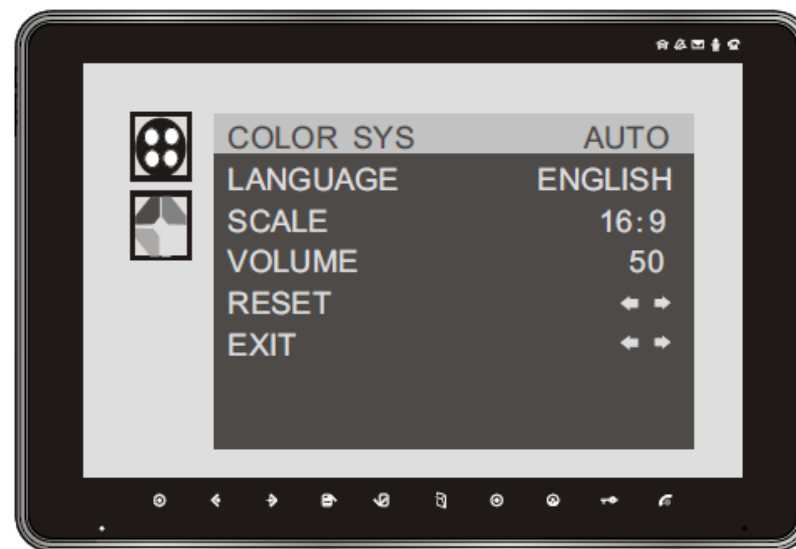 COLOR SYS AUTO
LANGUAGE ENGLISH
SCALE 16:9
VOLUME 50
RESET
EXIT